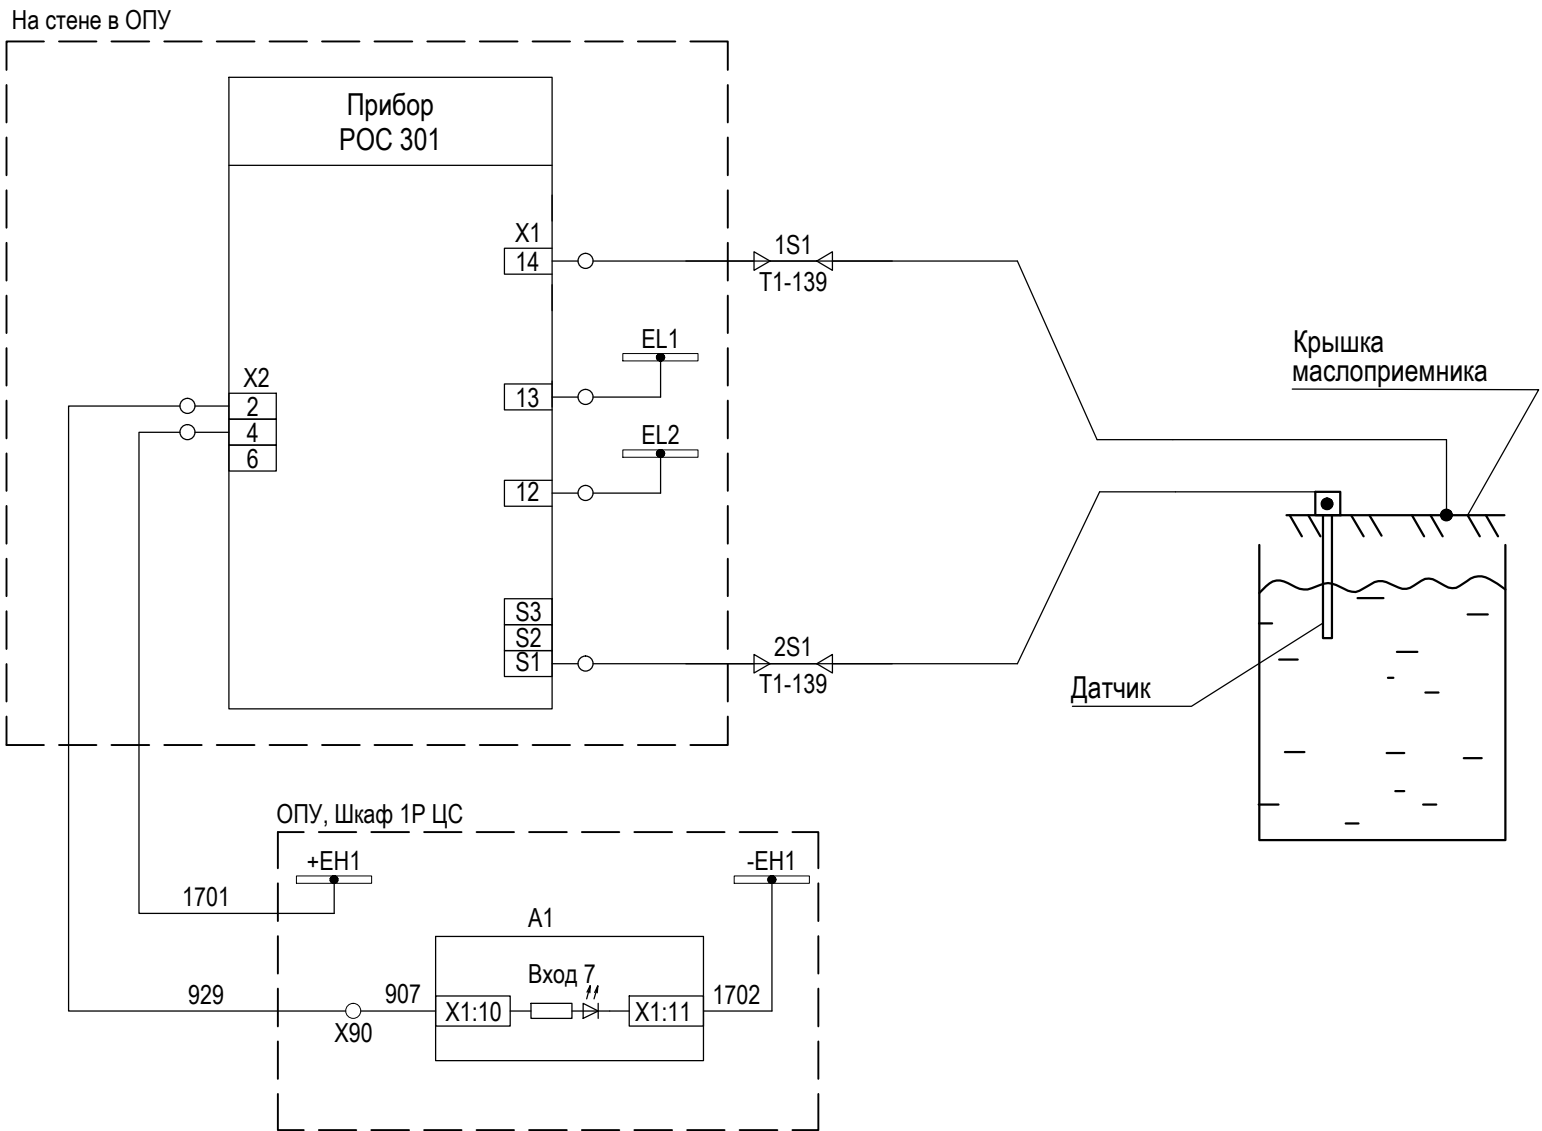 На стене в ОПУ
Прибор
РОС 301
X1
14
1S1
Т1-139
EL1
13
X2
2
4
6
EL2
12
Крышка
маслоприемника
S3
S2
S1
2S1
Т1-139
Датчик
ОПУ, Шкаф 1Р ЦС
+EH1
-EH1
1701
A1
Вход 7
929
907
X1:10
X1:11
1702
X90